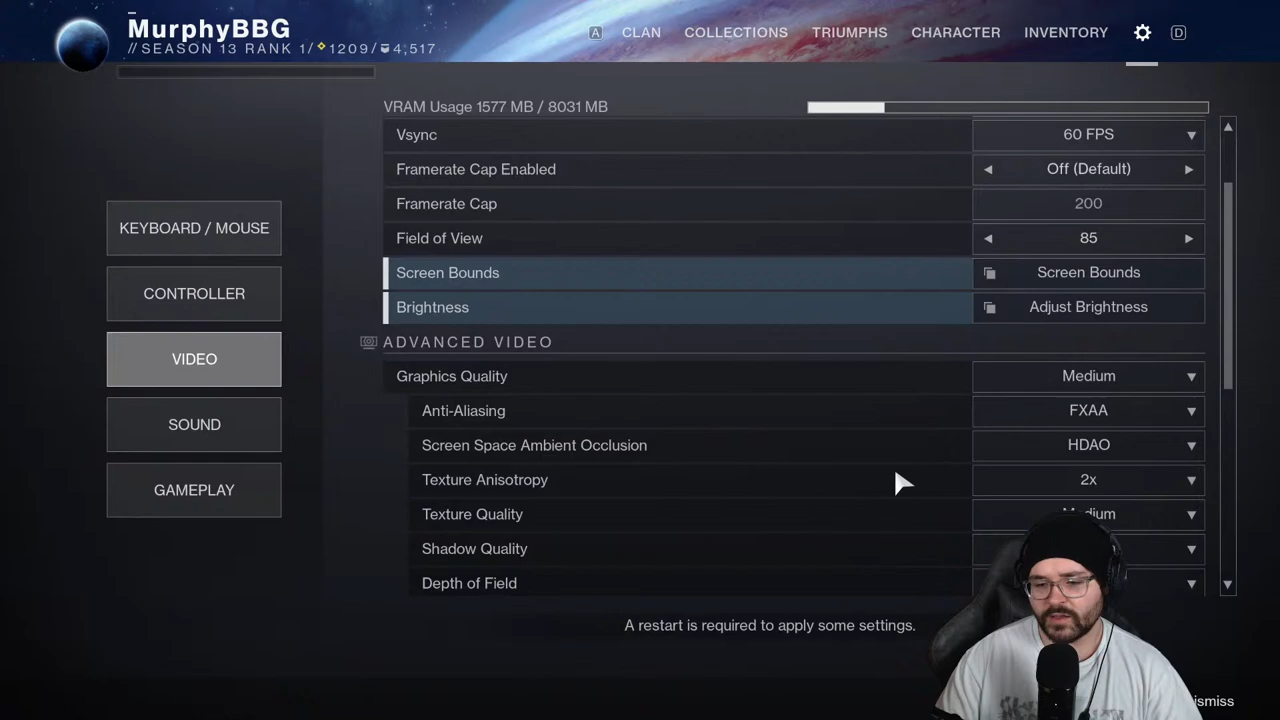 MurphyBBG
//SEASON 13 RANK 1/1209/4,517
A CLAN COLLECTIONS TRIUMPHS CHARACTER INVENTORY D
VRAM Usage 1577 MB / 8031 MB
Vsync 60 FPS
Framerate Cap Enabled Off (Default)
Framerate Cap 200
Field of View 85
Screen Bounds Screen Bounds
Brightness Adjust Brightness
ADVANCED VIDEO
Graphics Quality Medium
Anti-Aliasing FXAA
Screen Space Ambient Occlusion HDAO
Texture Anisotropy 2x
Texture Quality Medium
Shadow Quality
Depth of Field
KEYBOARD / MOUSE
CONTROLLER
VIDEO
SOUND
GAMEPLAY
A restart is required to apply some settings.
ismiss